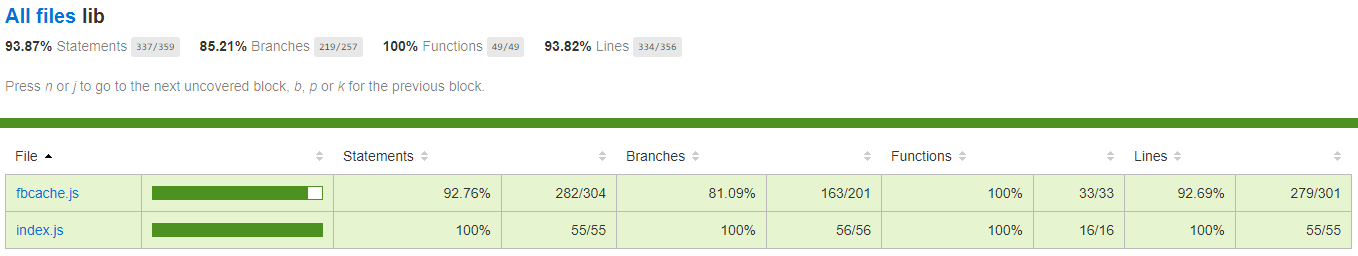 All files lib
93.87% Statements 337/359 85.21% Branches 219/257 100% Functions 49/49 93.82% Lines 334/356
Press n or j to go to the next uncovered block, b, p or k for the previous block.
File Statements Branches Functions Lines
fbcache.js 92.76% 282/304 81.09% 163/201 100% 33/33 92.69% 279/301
index.js 100% 55/55 100% 56/56 100% 16/16 100% 55/55